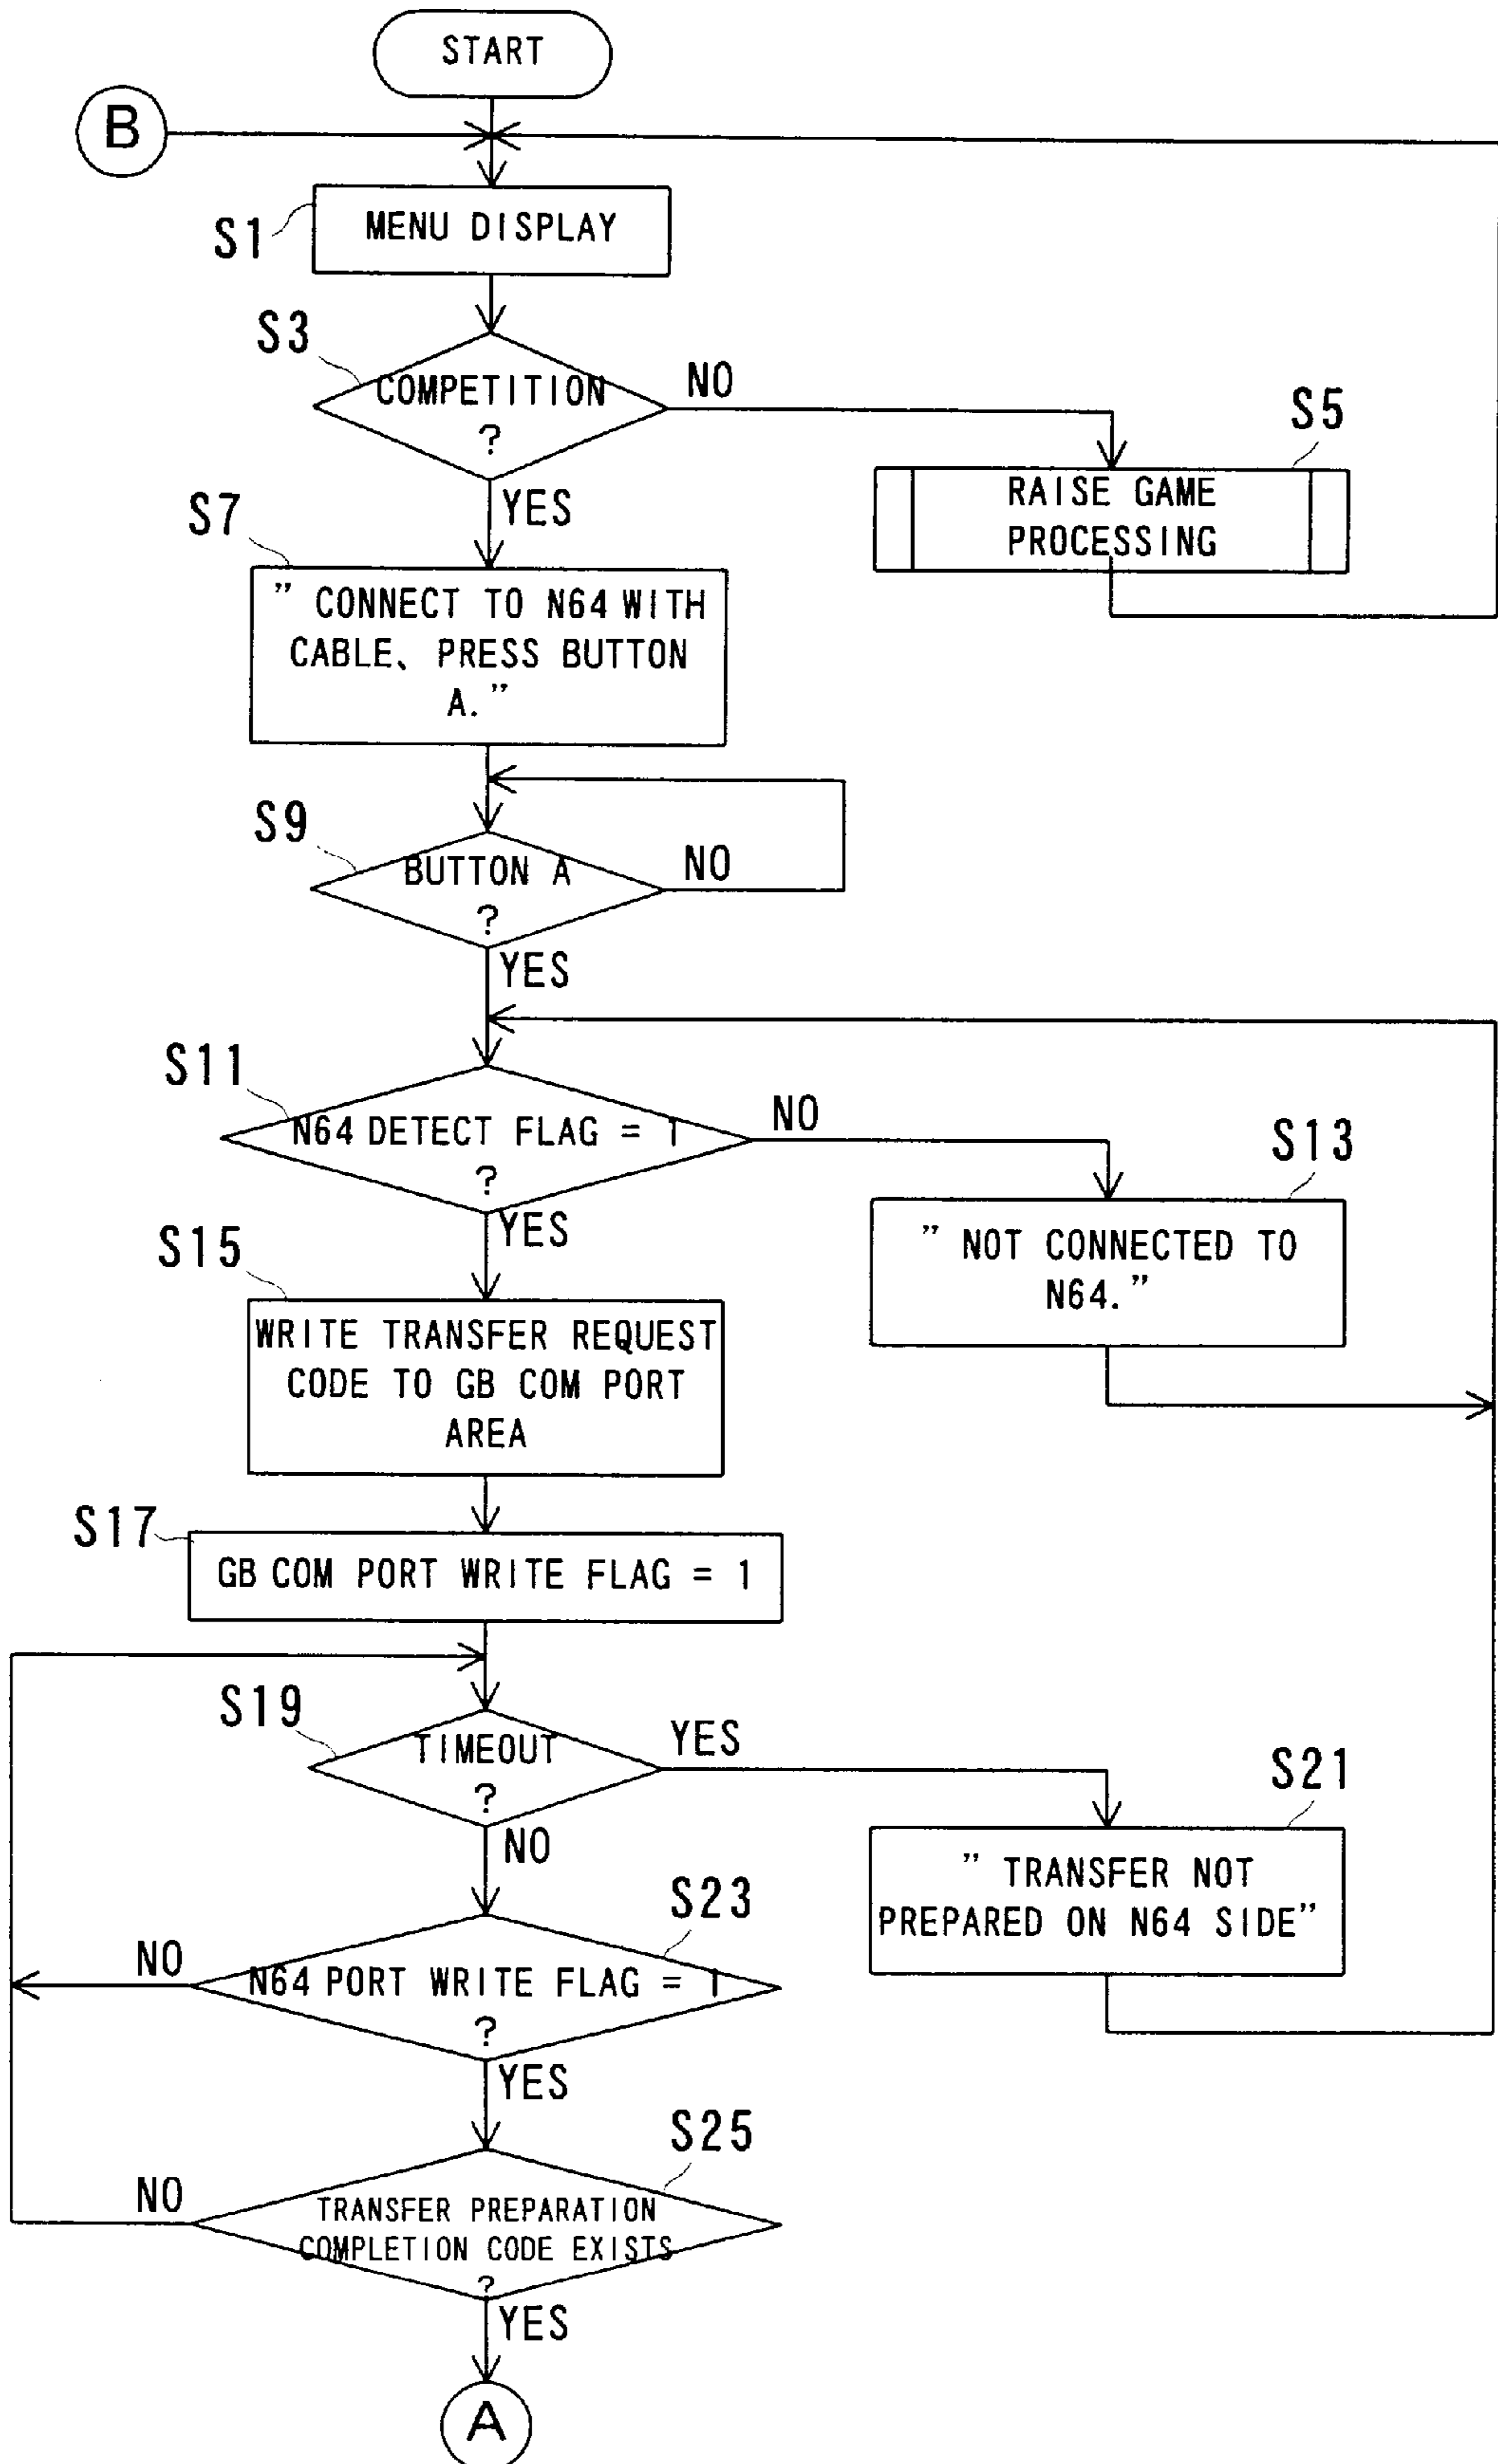 START
B
S1
MENU DISPLAY
S3
COMPETITION
?
NO
YES
S5
RAISE GAME
PROCESSING
S7
” CONNECT TO N64 WITH
CABLE、PRESS BUTTON
A.”
S9
BUTTON A
?
NO
YES
S11
N64 DETECT FLAG = 1
?
NO
YES
S13
” NOT CONNECTED TO
N64.”
S15
WRITE TRANSFER REQUEST
CODE TO GB COM PORT
AREA
S17
GB COM PORT WRITE FLAG = 1
S19
TIMEOUT
?
YES
NO
S21
” TRANSFER NOT
PREPARED ON N64 SIDE”
S23
N64 PORT WRITE FLAG = 1
?
NO
YES
S25
TRANSFER PREPARATION
COMPLETION CODE EXISTS
?
NO
YES
A